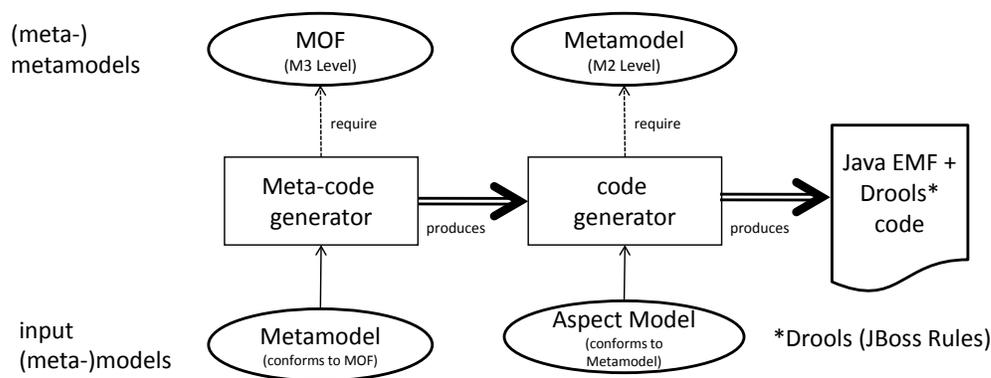 (meta-)
metamodels
MOF
(M3 Level)
Metamodel
(M2 Level)
require
require
Meta-code
generator
produces
code
generator
produces
Java EMF +
Drools*
code
input
(meta-)models
Metamodel
(conforms to MOF)
Aspect Model
(conforms to
Metamodel)
*Drools (JBoss Rules)